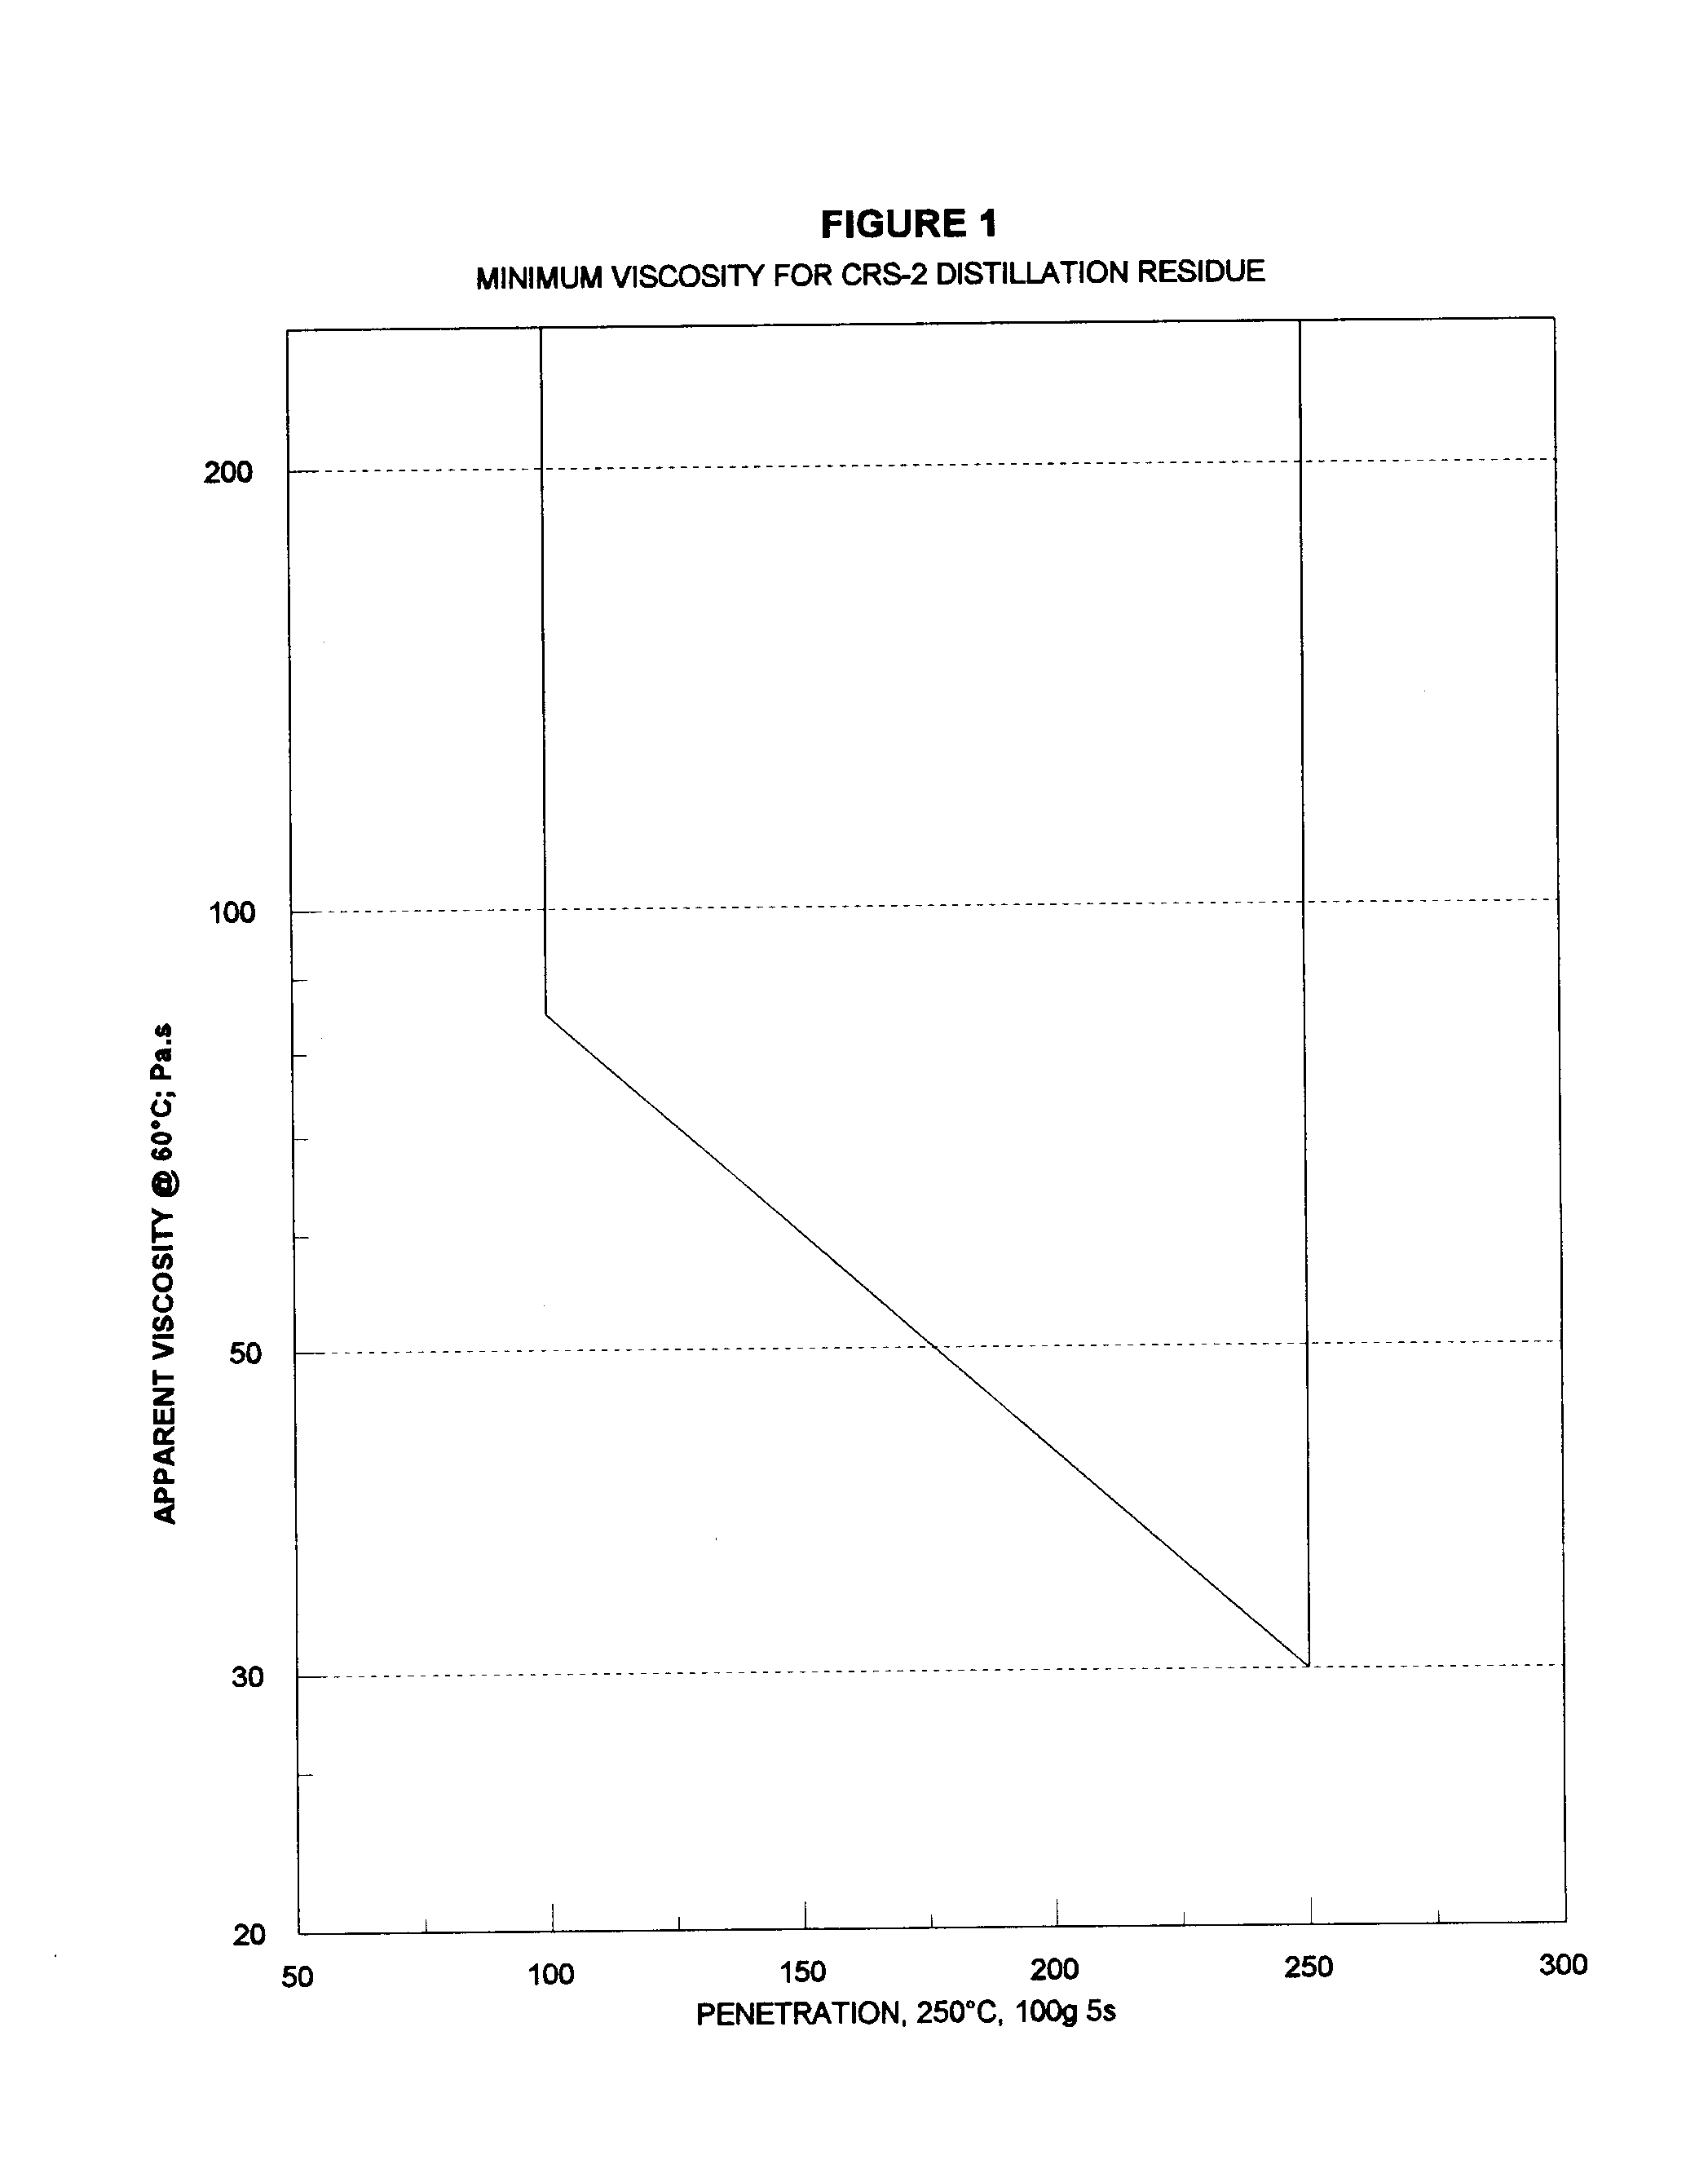 FIGURE 1
MINIMUM VISCOSITY FOR CRS-2 DISTILLATION RESIDUE
200
100
50
30
20
APPARENT VISCOSITY @ 60°C; Pa.s
50 100 150 200 250 300
PENETRATION, 250°C, 100g 5s